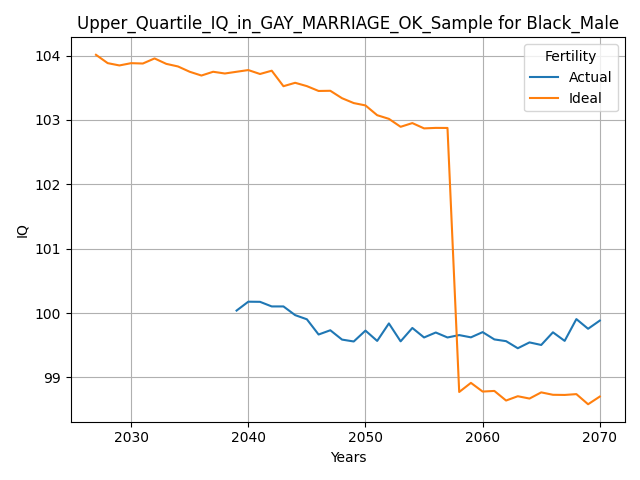 Upper_Quartile_IQ_in_GAY_MARRIAGE_OK_Sample for Black_Male
Fertility
Actual
Ideal
104
103
102
101
100
99
IQ
2030 2040 2050 2060 2070
Years